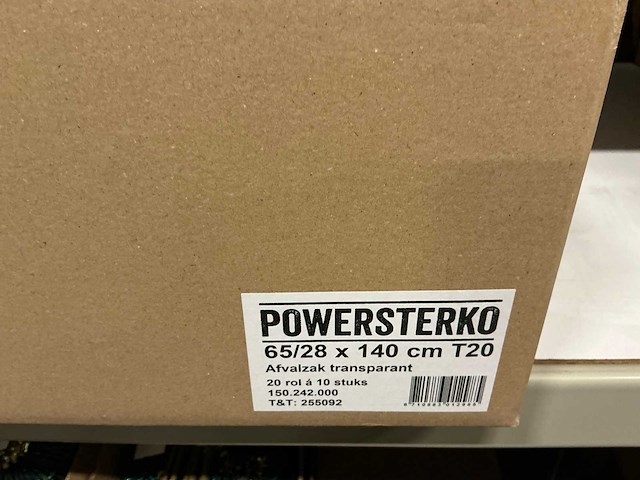 POWERSTERKO
65/28 x 140 cm T20
Afvalzak transparant
20 rol á 10 stuks
150.242.000
T&T: 255092